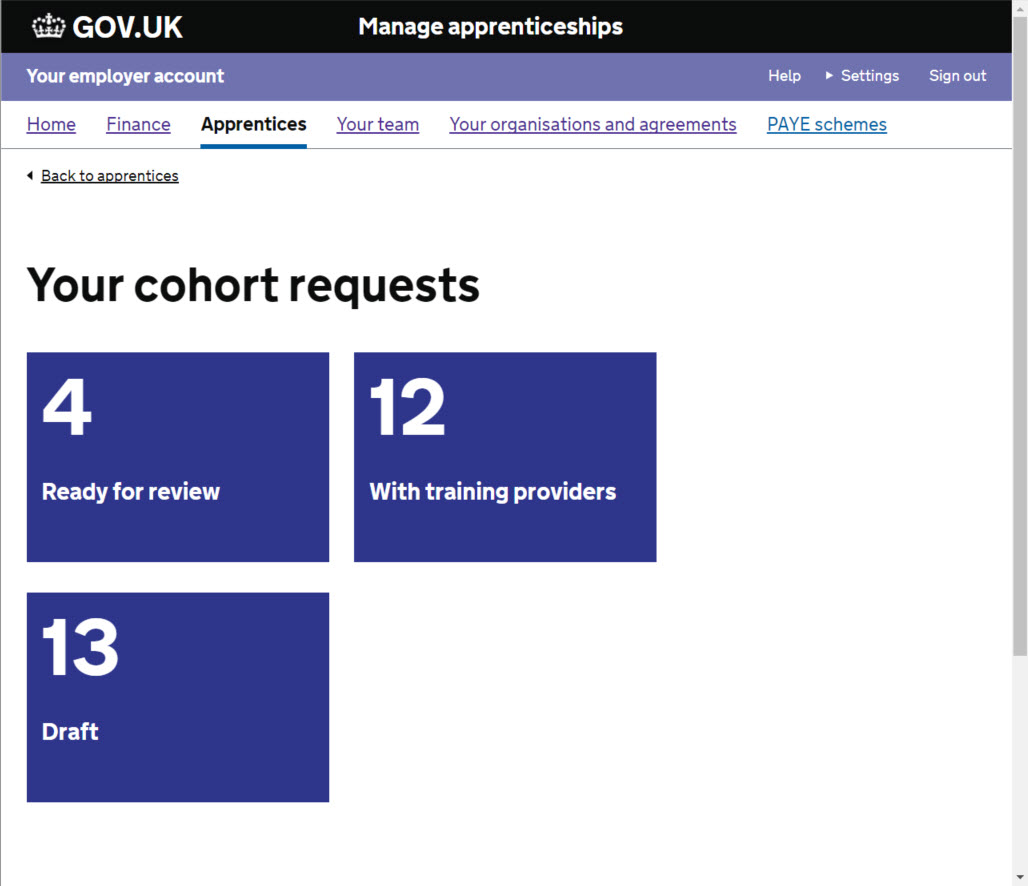 GOV.UK Manage apprenticeships
Your employer account Help Settings Sign out
Home Finance Apprentices Your team Your organisations and agreements PAYE schemes
Back to apprentices
Your cohort requests
4
Ready for review
12
With training providers
13
Draft